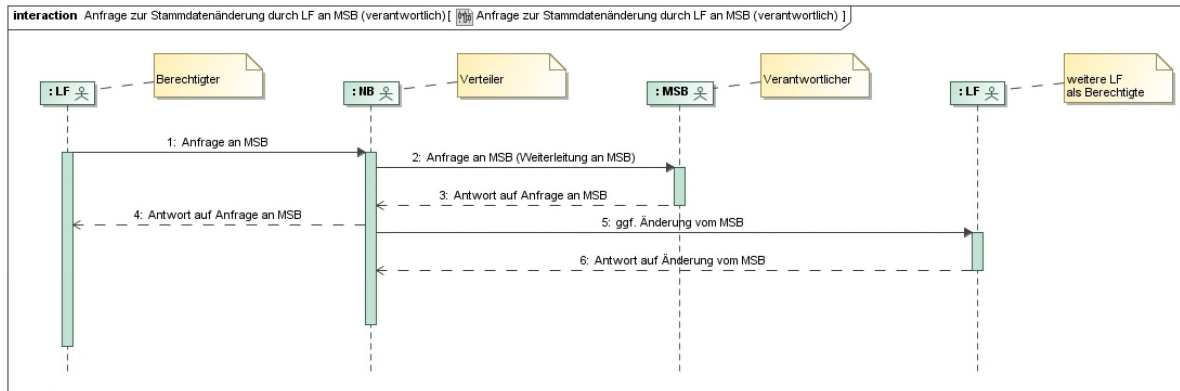 interaction Anfrage zur Stammdatenänderung durch LF an MSB (verantwortlich) [ Anfrage zur Stammdatenänderung durch LF an MSB (verantwortlich) ]
Berechtigter
Verteiler
Verantwortlicher
weitere LF
als Berechtigte
: LF
: NB
: MSB
: LF
1: Anfrage an MSB
2: Anfrage an MSB (Weiterleitung an MSB)
3: Antwort auf Anfrage an MSB
4: Antwort auf Anfrage an MSB
5: ggf. Änderung vom MSB
6: Antwort auf Änderung vom MSB